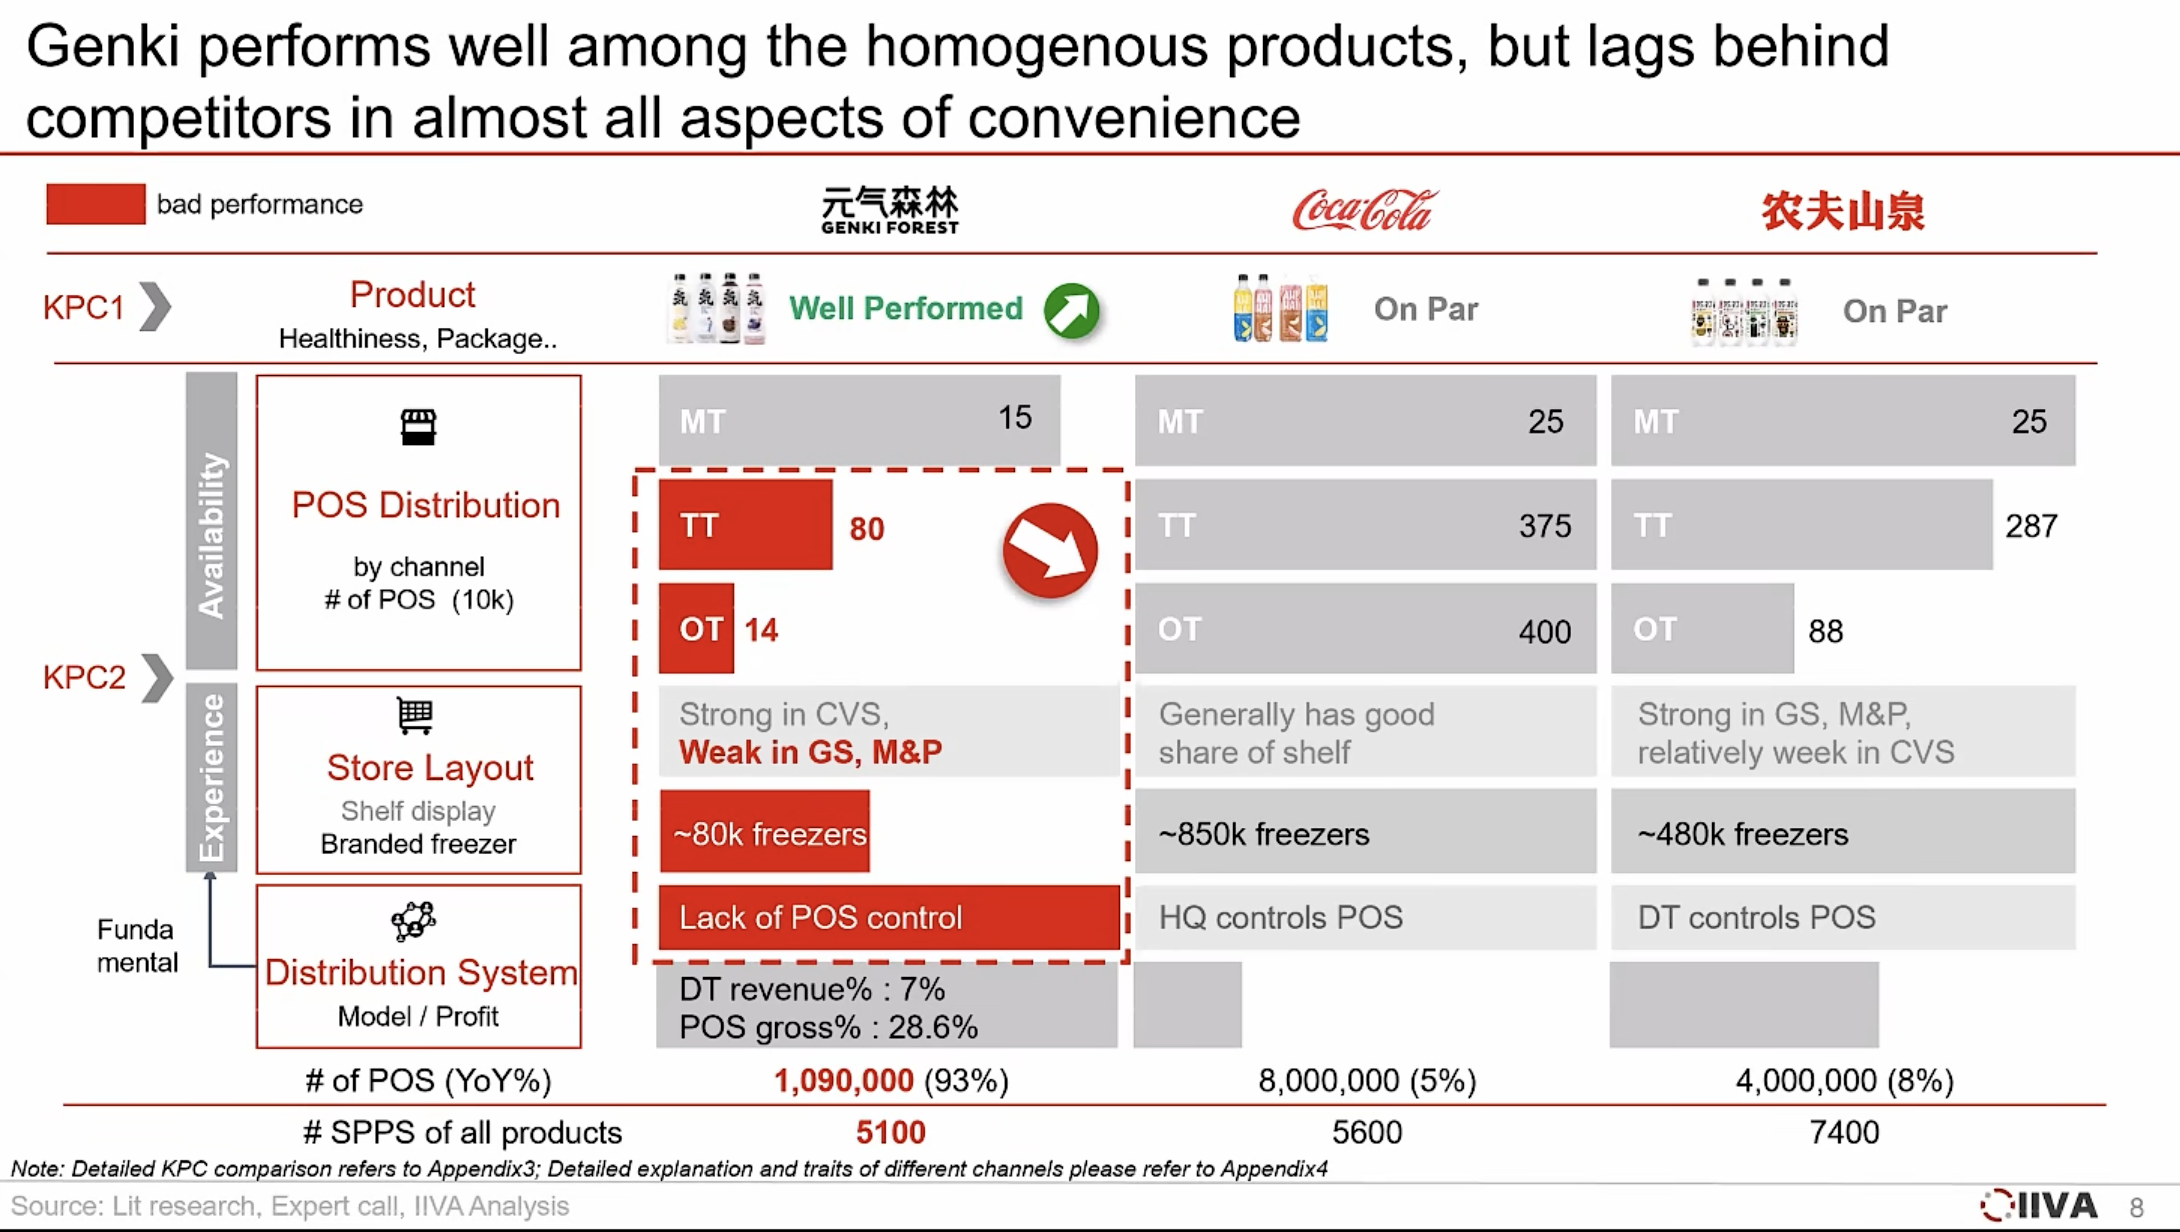 Genki performs well among the homogenous products, but lags behind
competitors in almost all aspects of convenience
bad performance
元气森林
GENKI FOREST
Coca-Cola
农夫山泉
KPC1
Product
Healthiness, Package..
Well Performed
On Par
On Par
KPC2
Availability
POS Distribution
by channel
# of POS (10k)
MT 15
MT 25
MT 25
TT 80
TT 375
TT 287
OT 14
OT 400
OT 88
Experience
Store Layout
Shelf display
Branded freezer
Strong in CVS,
Weak in GS, M&P
Generally has good
share of shelf
Strong in GS, M&P,
relatively week in CVS
~80k freezers
~850k freezers
~480k freezers
Funda
mental
Distribution System
Model / Profit
Lack of POS control
HQ controls POS
DT controls POS
DT revenue% : 7%
POS gross% : 28.6%
# of POS (YoY%) 1,090,000 (93%) 8,000,000 (5%) 4,000,000 (8%)
# SPPS of all products 5100 5600 7400
Note: Detailed KPC comparison refers to Appendix3; Detailed explanation and traits of different channels please refer to Appendix4
Source: Lit research, Expert call, IIVA Analysis
IIVA 8